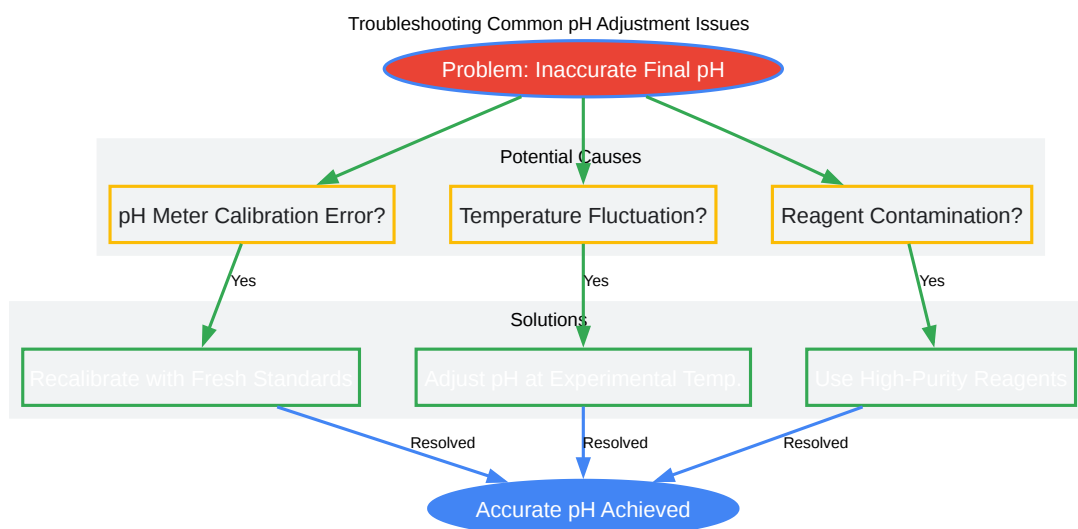 Troubleshooting Common pH Adjustment Issues
Problem: Inaccurate Final pH
Potential Causes
pH Meter Calibration Error?
Temperature Fluctuation?
Reagent Contamination?
Yes
Yes
Yes
Solutions
Recalibrate with Fresh Standards
Adjust pH at Experimental Temp.
Use High-Purity Reagents
Resolved
Resolved
Resolved
Accurate pH Achieved